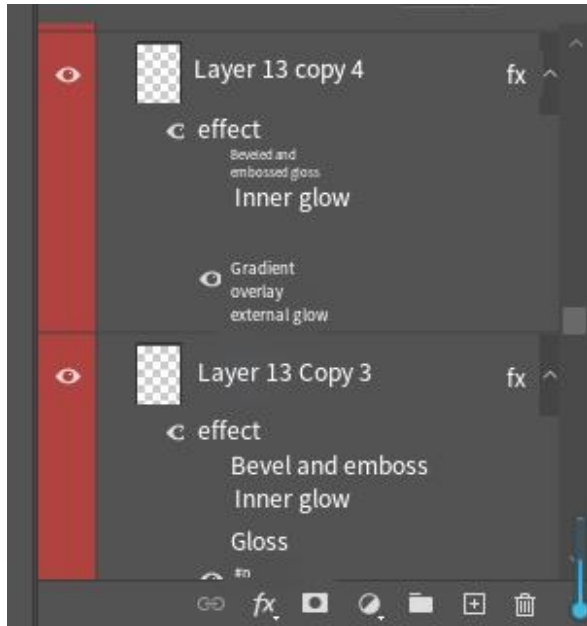 Layer 13 copy 4
fx
effect
Beveled and
embossed gloss
Inner glow
Gradient
overlay
external glow
Layer 13 Copy 3
fx
effect
Bevel and emboss
Inner glow
Gloss
fx